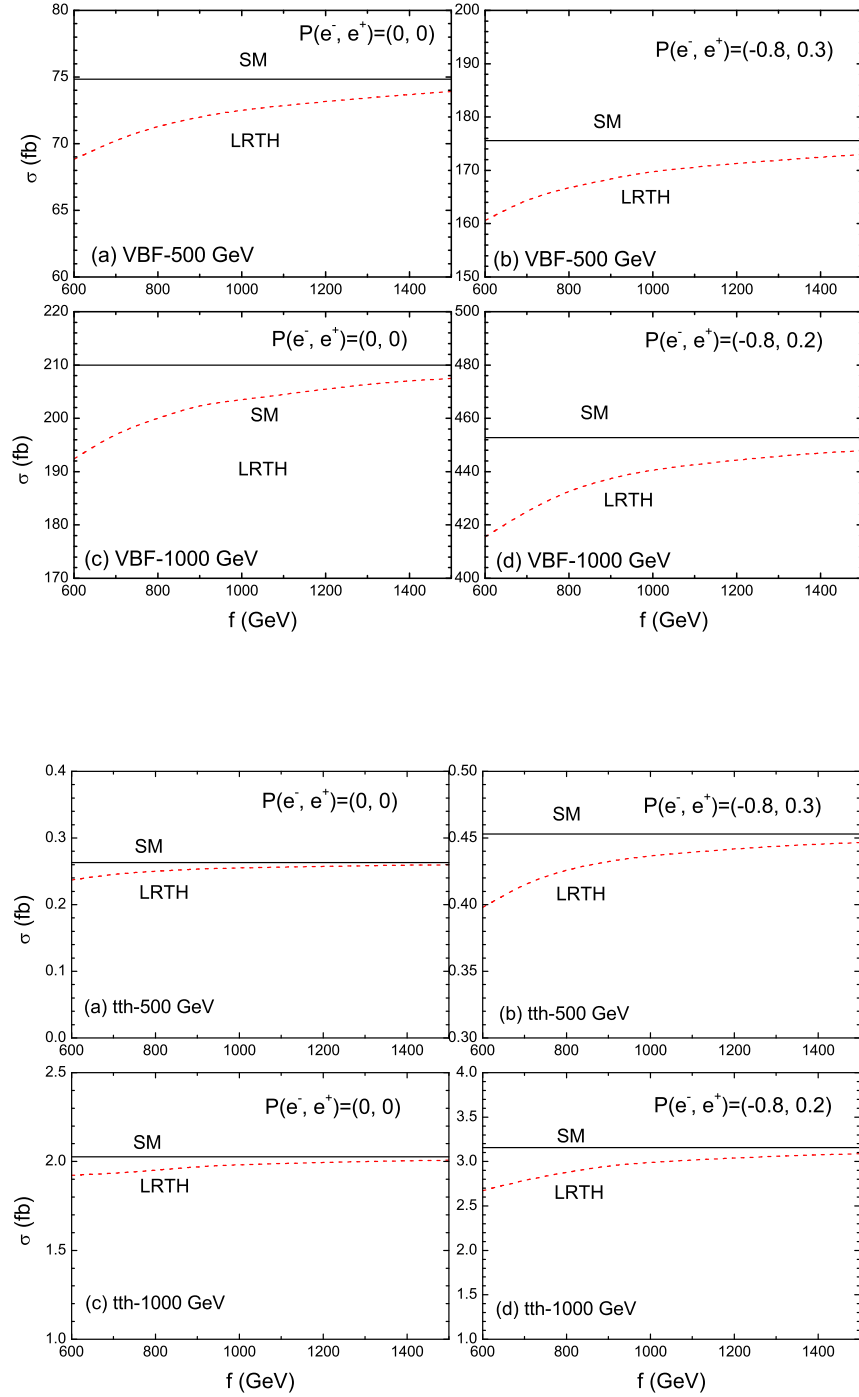 80
75
70
65
60
σ (fb)
P(e⁻, e⁺)=(0, 0)
SM
LRTH
(a) VBF-500 GeV
600 800 1000 1200 1400
200
190
180
170
160
150
P(e⁻, e⁺)=(-0.8, 0.3)
SM
LRTH
(b) VBF-500 GeV
600 800 1000 1200 1400
220
210
200
190
180
170
σ (fb)
P(e⁻, e⁺)=(0, 0)
SM
LRTH
(c) VBF-1000 GeV
600 800 1000 1200 1400
f (GeV)
500
480
460
440
420
400
P(e⁻, e⁺)=(-0.8, 0.2)
SM
LRTH
(d) VBF-1000 GeV
600 800 1000 1200 1400
f (GeV)
0.4
0.3
0.2
0.1
0.0
σ (fb)
P(e⁻, e⁺)=(0, 0)
SM
LRTH
(a) tth-500 GeV
600 800 1000 1200 1400
0.50
0.45
0.40
0.35
0.30
P(e⁻, e⁺)=(-0.8, 0.3)
SM
LRTH
(b) tth-500 GeV
600 800 1000 1200 1400
2.5
2.0
1.5
1.0
σ (fb)
P(e⁻, e⁺)=(0, 0)
SM
LRTH
(c) tth-1000 GeV
600 800 1000 1200 1400
f (GeV)
4.0
3.5
3.0
2.5
2.0
1.5
1.0
P(e⁻, e⁺)=(-0.8, 0.2)
SM
LRTH
(d) tth-1000 GeV
600 800 1000 1200 1400
f (GeV)